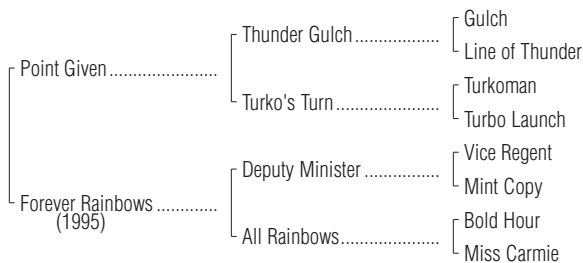 Gulch
Thunder Gulch...................
Line of Thunder
Point Given........................
Turkoman
Turko's Turn........................
Turbo Launch
Vice Regent
Deputy Minister.................
Mint Copy
Forever Rainbows.............
(1995)
Bold Hour
All Rainbows......................
Miss Carmie